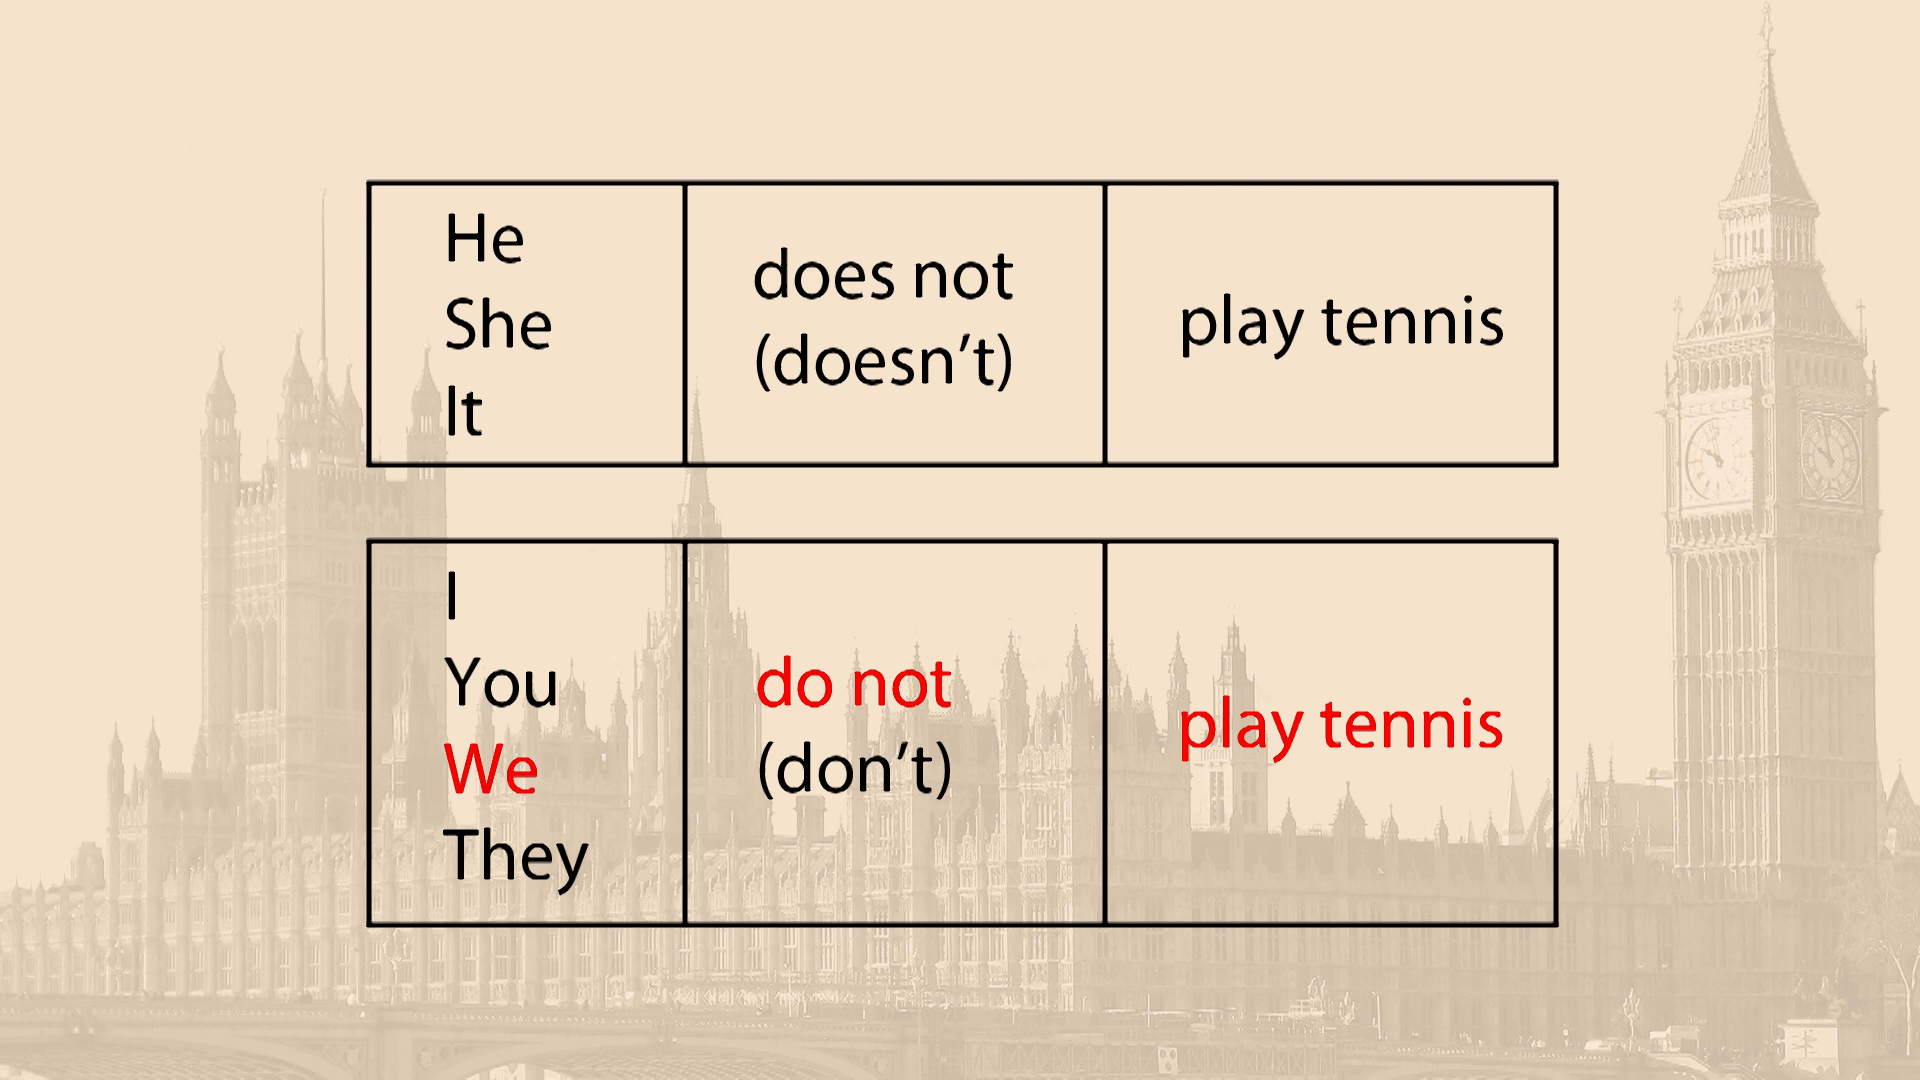 He
She
It
does not
(doesn’t)
play tennis
I
You
We
They
do not
(don’t)
play tennis